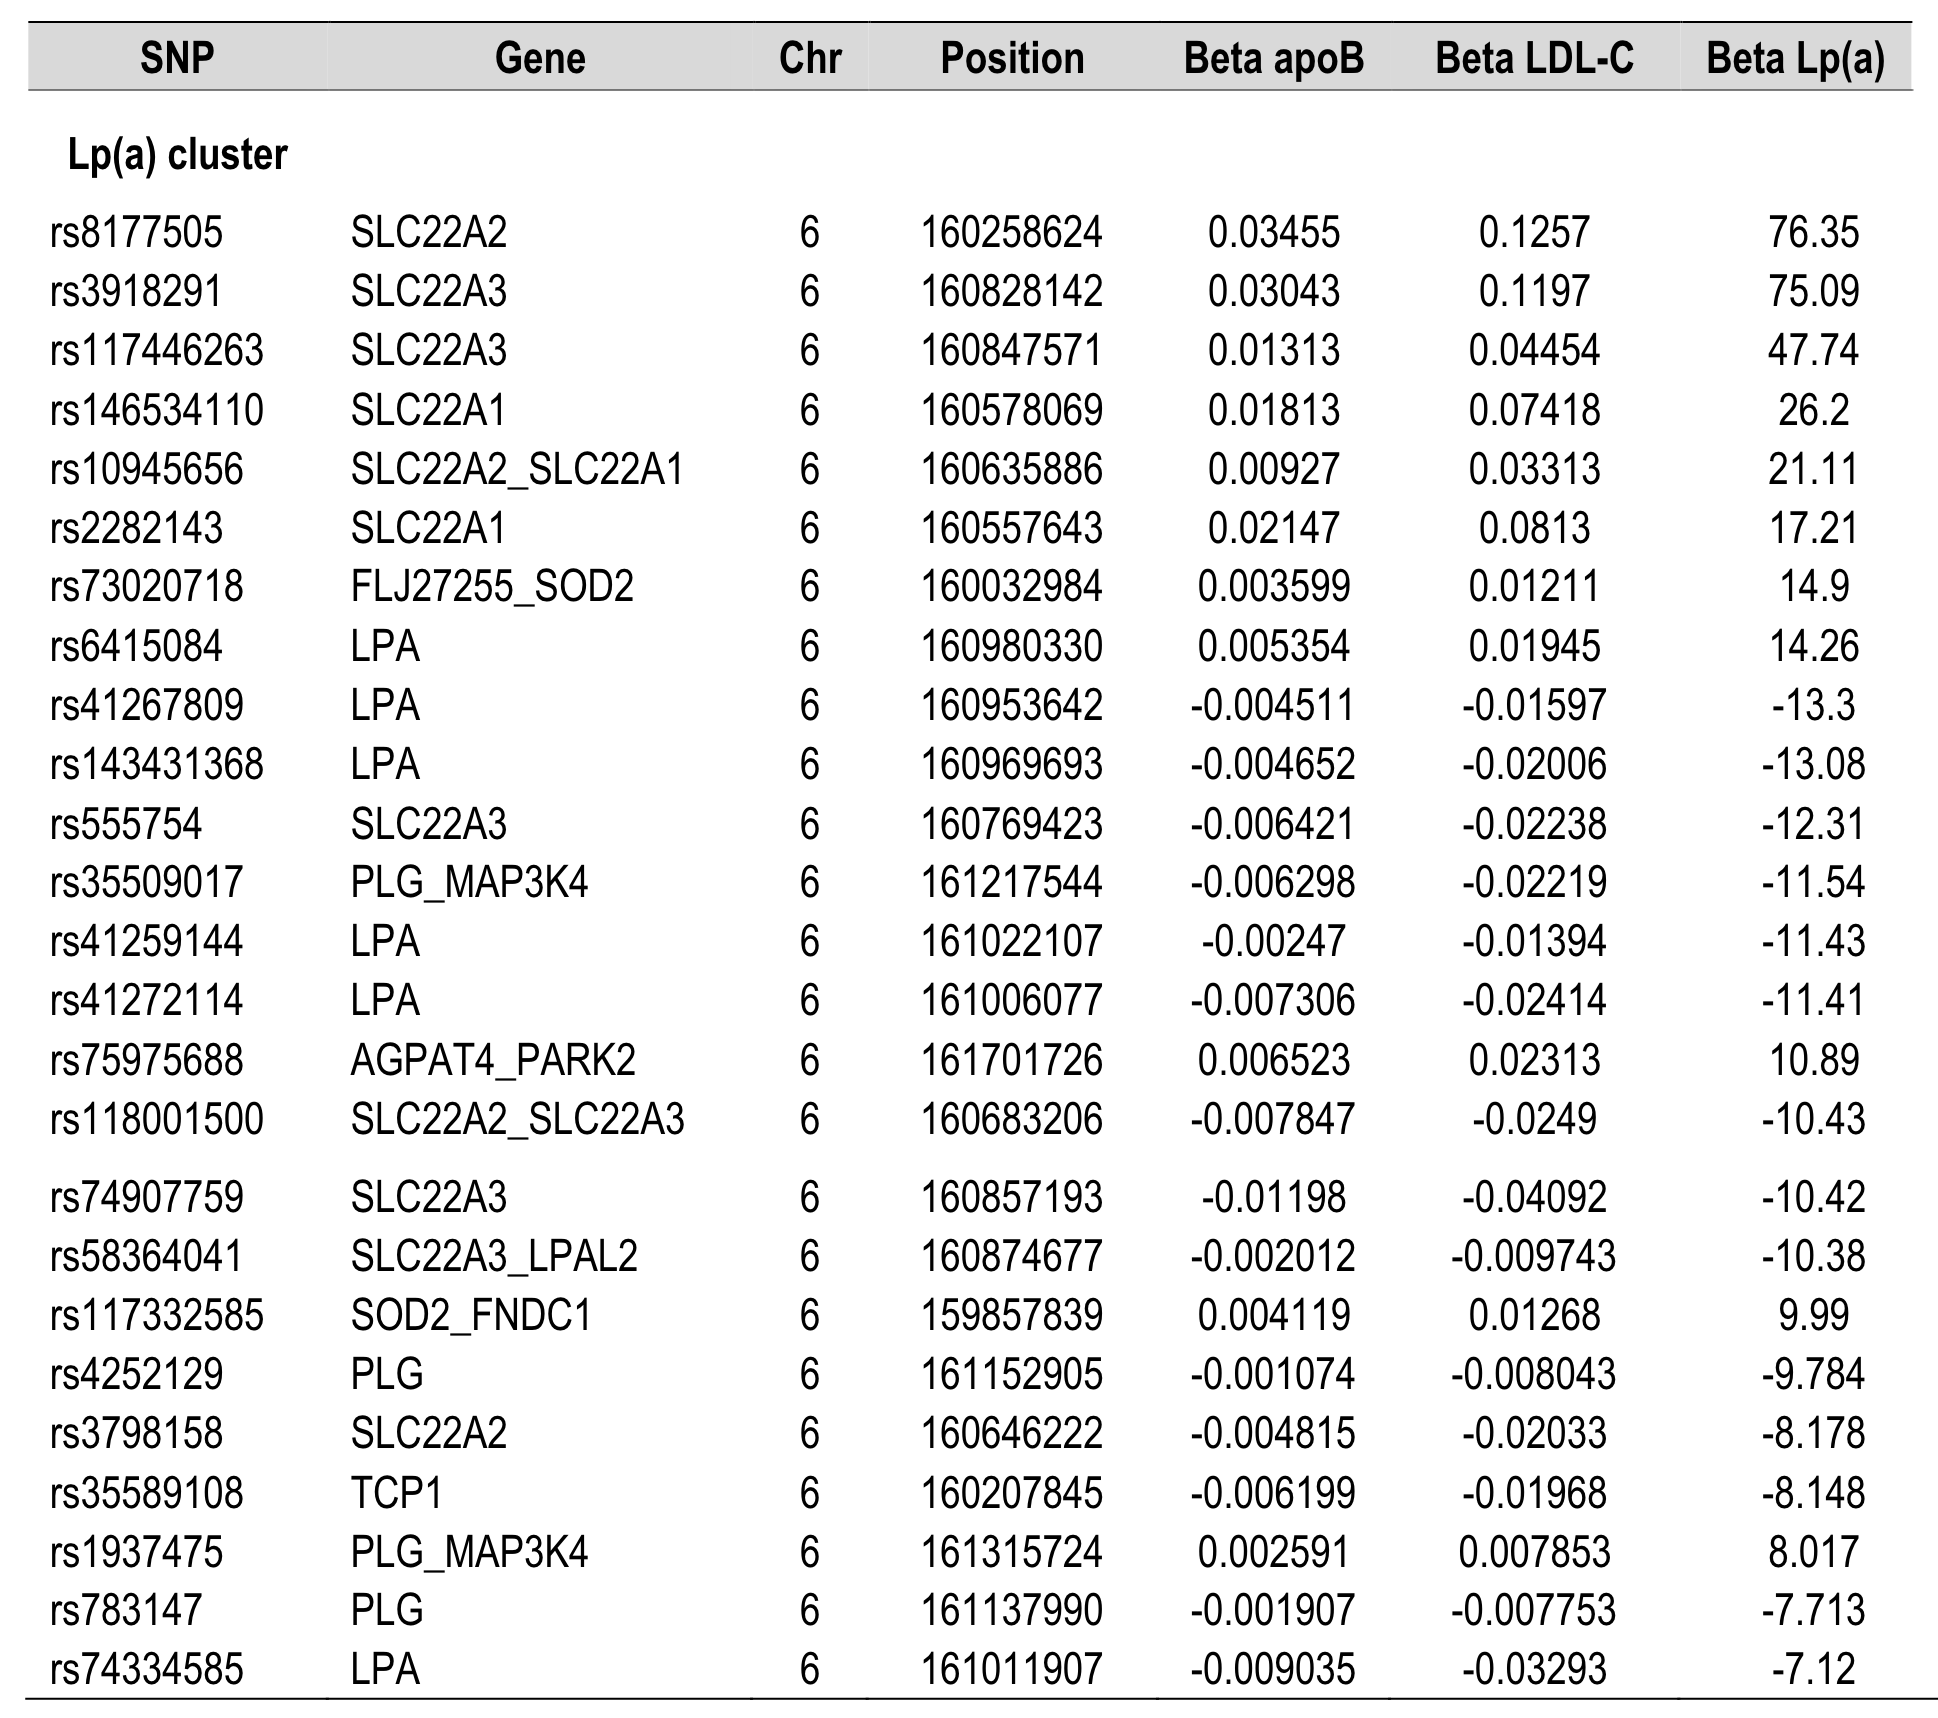 SNP Gene Chr Position Beta apoB Beta LDL-C Beta Lp(a)
Lp(a) cluster
rs8177505 SLC22A2 6 160258624 0.03455 0.1257 76.35
rs3918291 SLC22A3 6 160828142 0.03043 0.1197 75.09
rs117446263 SLC22A3 6 160847571 0.01313 0.04454 47.74
rs146534110 SLC22A1 6 160578069 0.01813 0.07418 26.2
rs10945656 SLC22A2_SLC22A1 6 160635886 0.00927 0.03313 21.11
rs2282143 SLC22A1 6 160557643 0.02147 0.0813 17.21
rs73020718 FLJ27255_SOD2 6 160032984 0.003599 0.01211 14.9
rs6415084 LPA 6 160980330 0.005354 0.01945 14.26
rs41267809 LPA 6 160953642 -0.004511 -0.01597 -13.3
rs143431368 LPA 6 160969693 -0.004652 -0.02006 -13.08
rs555754 SLC22A3 6 160769423 -0.006421 -0.02238 -12.31
rs35509017 PLG_MAP3K4 6 161217544 -0.006298 -0.02219 -11.54
rs41259144 LPA 6 161022107 -0.00247 -0.01394 -11.43
rs41272114 LPA 6 161006077 -0.007306 -0.02414 -11.41
rs75975688 AGPAT4_PARK2 6 161701726 0.006523 0.02313 10.89
rs118001500 SLC22A2_SLC22A3 6 160683206 -0.007847 -0.0249 -10.43
rs74907759 SLC22A3 6 160857193 -0.01198 -0.04092 -10.42
rs58364041 SLC22A3_LPAL2 6 160874677 -0.002012 -0.009743 -10.38
rs117332585 SOD2_FNDC1 6 159857839 0.004119 0.01268 9.99
rs4252129 PLG 6 161152905 -0.001074 -0.008043 -9.784
rs3798158 SLC22A2 6 160646222 -0.004815 -0.02033 -8.178
rs35589108 TCP1 6 160207845 -0.006199 -0.01968 -8.148
rs1937475 PLG_MAP3K4 6 161315724 0.002591 0.007853 8.017
rs783147 PLG 6 161137990 -0.001907 -0.007753 -7.713
rs74334585 LPA 6 161011907 -0.009035 -0.03293 -7.12